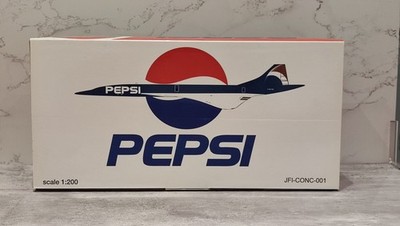 PEPSI
PEPSI
scale 1:200
JFI-CONC-001